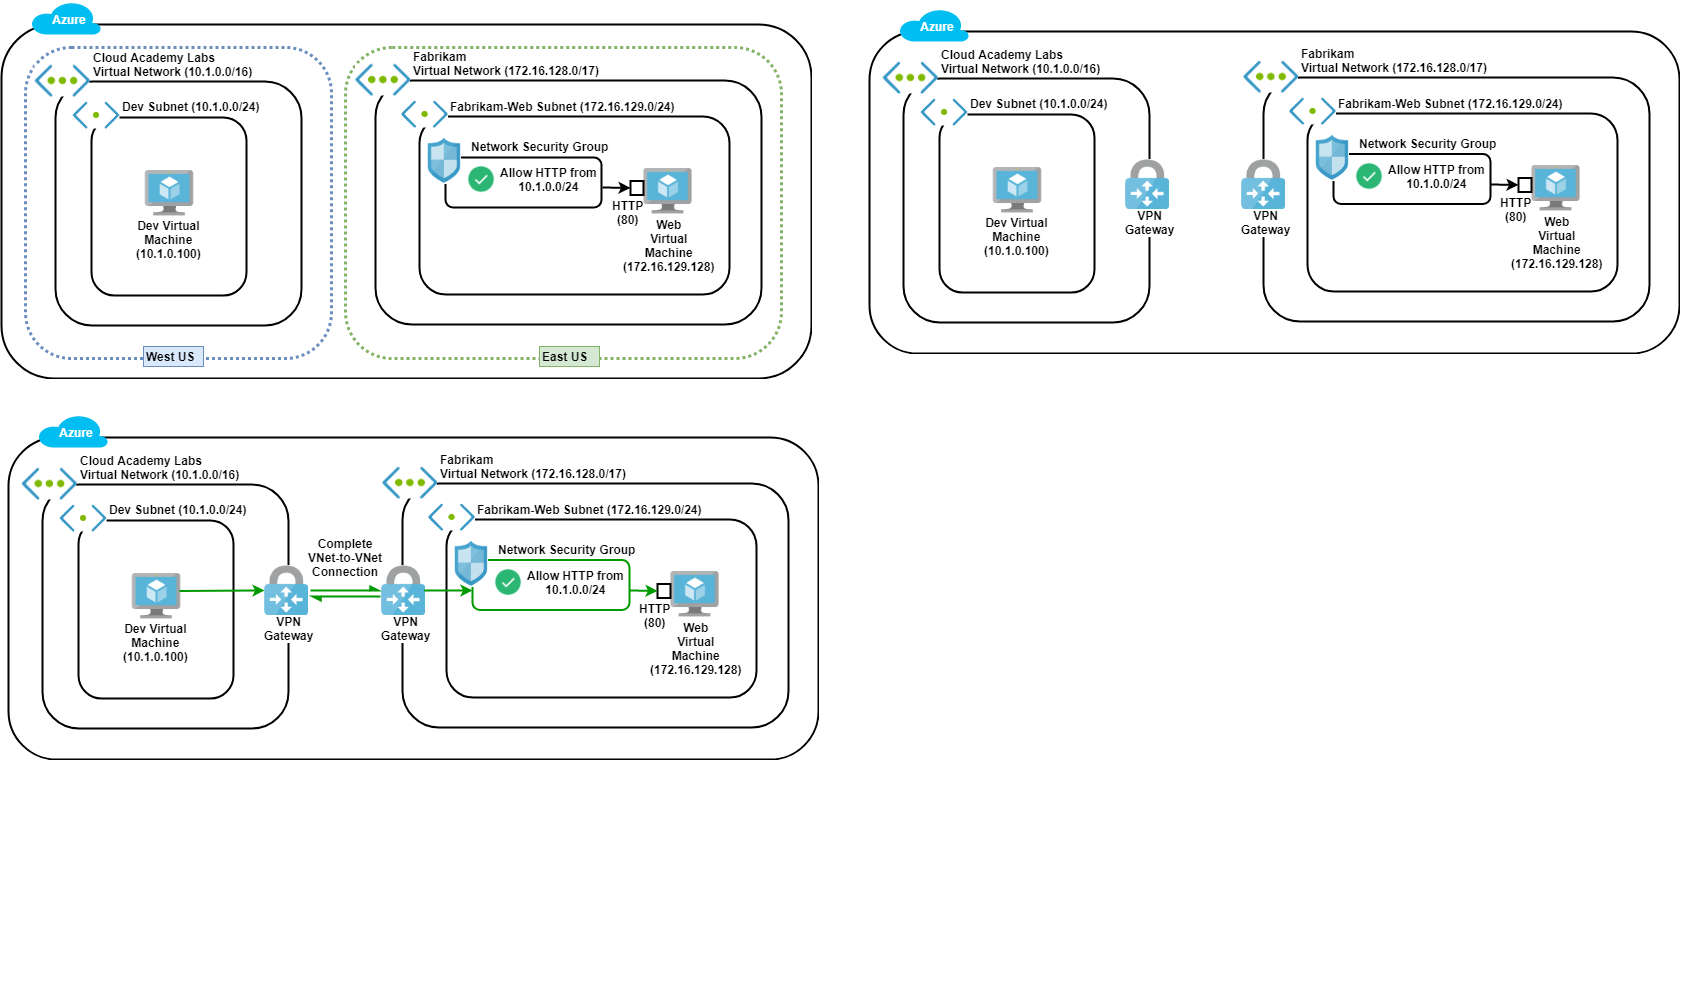 Azure
Cloud Academy Labs
Virtual Network (10.1.0.0/16)
Dev Subnet (10.1.0.0/24)
Dev Virtual
Machine
(10.1.0.100)
West US
Fabrikam
Virtual Network (172.16.128.0/17)
Fabrikam-Web Subnet (172.16.129.0/24)
Network Security Group
Allow HTTP from
10.1.0.0/24
HTTP
(80)
Web
Virtual
Machine
(172.16.129.128)
East US
Azure
Cloud Academy Labs
Virtual Network (10.1.0.0/16)
Dev Subnet (10.1.0.0/24)
Dev Virtual
Machine
(10.1.0.100)
VPN
Gateway
VPN
Gateway
Fabrikam
Virtual Network (172.16.128.0/17)
Fabrikam-Web Subnet (172.16.129.0/24)
Network Security Group
Allow HTTP from
10.1.0.0/24
HTTP
(80)
Web
Virtual
Machine
(172.16.129.128)
Azure
Cloud Academy Labs
Virtual Network (10.1.0.0/16)
Dev Subnet (10.1.0.0/24)
Dev Virtual
Machine
(10.1.0.100)
VPN
Gateway
Complete
VNet-to-VNet
Connection
VPN
Gateway
Fabrikam
Virtual Network (172.16.128.0/17)
Fabrikam-Web Subnet (172.16.129.0/24)
Network Security Group
Allow HTTP from
10.1.0.0/24
HTTP
(80)
Web
Virtual
Machine
(172.16.129.128)